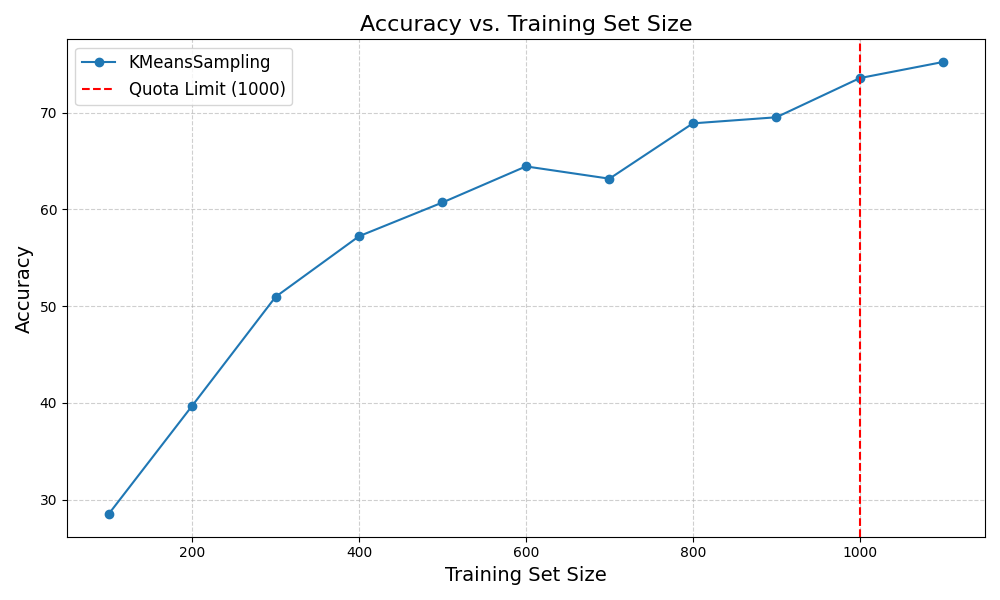 Accuracy vs. Training Set Size
KMeansSampling
Quota Limit (1000)
Accuracy
70
60
50
40
30
200 400 600 800 1000
Training Set Size